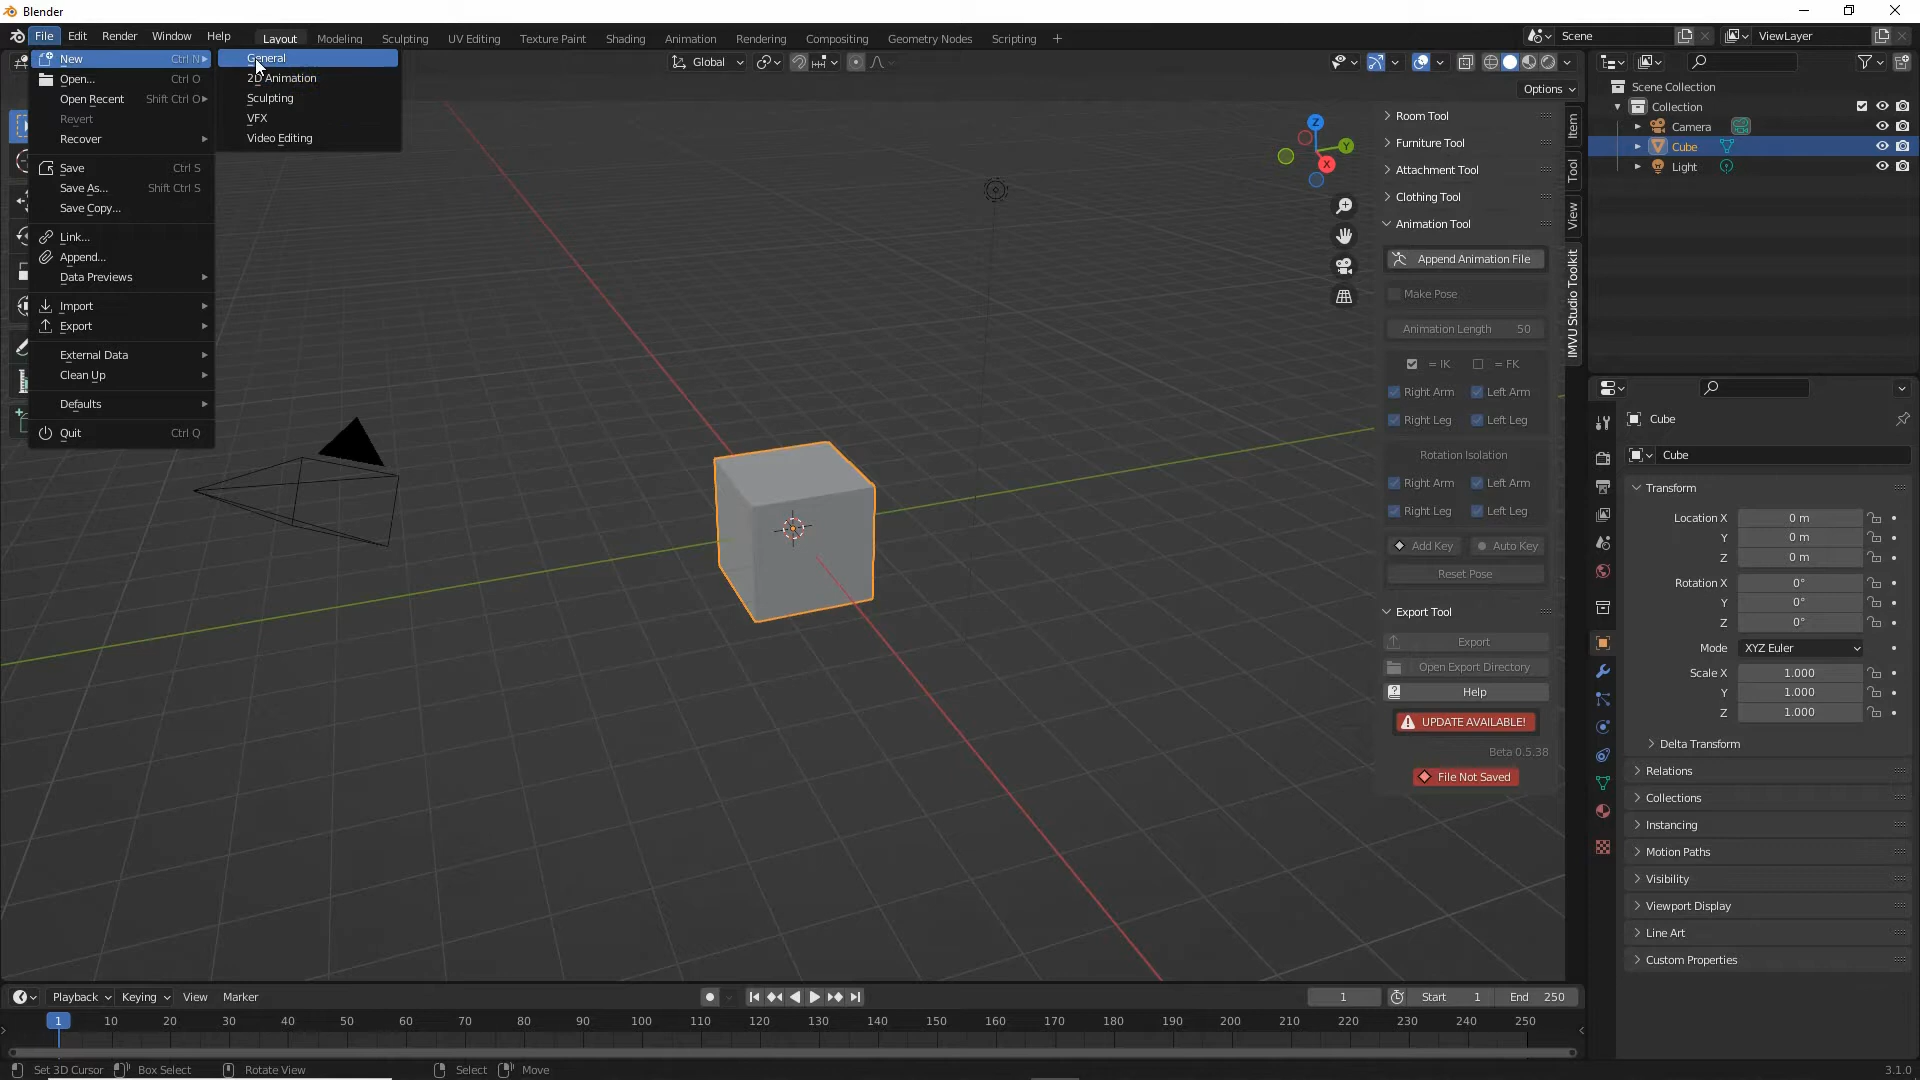 Blender
File Edit Render Window Help Layout Modeling Sculpting UV Editing Texture Paint Shading Animation Rendering Compositing Geometry Nodes Scripting + Scene ViewLayer
New Ctrl N
Open... Ctrl O
Open Recent Shift Ctrl O
Revert
Recover
Save Ctrl S
Save As... Shift Ctrl S
Save Copy...
Link...
Append...
Data Previews
Import
Export
External Data
Clean Up
Defaults
Quit Ctrl Q
General
2D Animation
Sculpting
VFX
Video Editing
Global
Options
Z
Y
X
Room Tool
Furniture Tool
Attachment Tool
Clothing Tool
Animation Tool
Append Animation File
Make Pose
Animation Length 50
= IK = FK
Right Arm Left Arm
Right Leg Left Leg
Rotation Isolation
Right Arm Left Arm
Right Leg Left Leg
Add Key Auto Key
Reset Pose
Export Tool
Export
Open Export Directory
Help
UPDATE AVAILABLE!
Beta 0.5.38
File Not Saved
Item
Tool
View
IMVU Studio Toolkit
Scene Collection
Collection
Camera
Cube
Light
Cube
Cube
Transform
Location X 0 m
Y 0 m
Z 0 m
Rotation X 0°
Y 0°
Z 0°
Mode XYZ Euler
Scale X 1.000
Y 1.000
Z 1.000
Delta Transform
Relations
Collections
Instancing
Motion Paths
Visibility
Viewport Display
Line Art
Custom Properties
Playback Keying View Marker 1 Start 1 End 250
1 10 20 30 40 50 60 70 80 90 100 110 120 130 140 150 160 170 180 190 200 210 220 230 240 250
Set 3D Cursor Box Select Rotate View Select Move 3.1.0